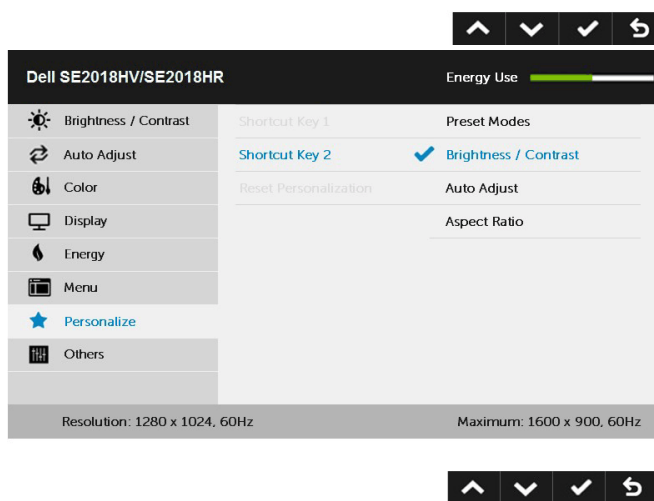 Dell SE2018HV/SE2018HR
Energy Use
Brightness / Contrast
Auto Adjust
Color
Display
Energy
Menu
Personalize
Others
Shortcut Key 1
Shortcut Key 2
Reset Personalization
Preset Modes
Brightness / Contrast
Auto Adjust
Aspect Ratio
Resolution: 1280 x 1024, 60Hz
Maximum: 1600 x 900, 60Hz